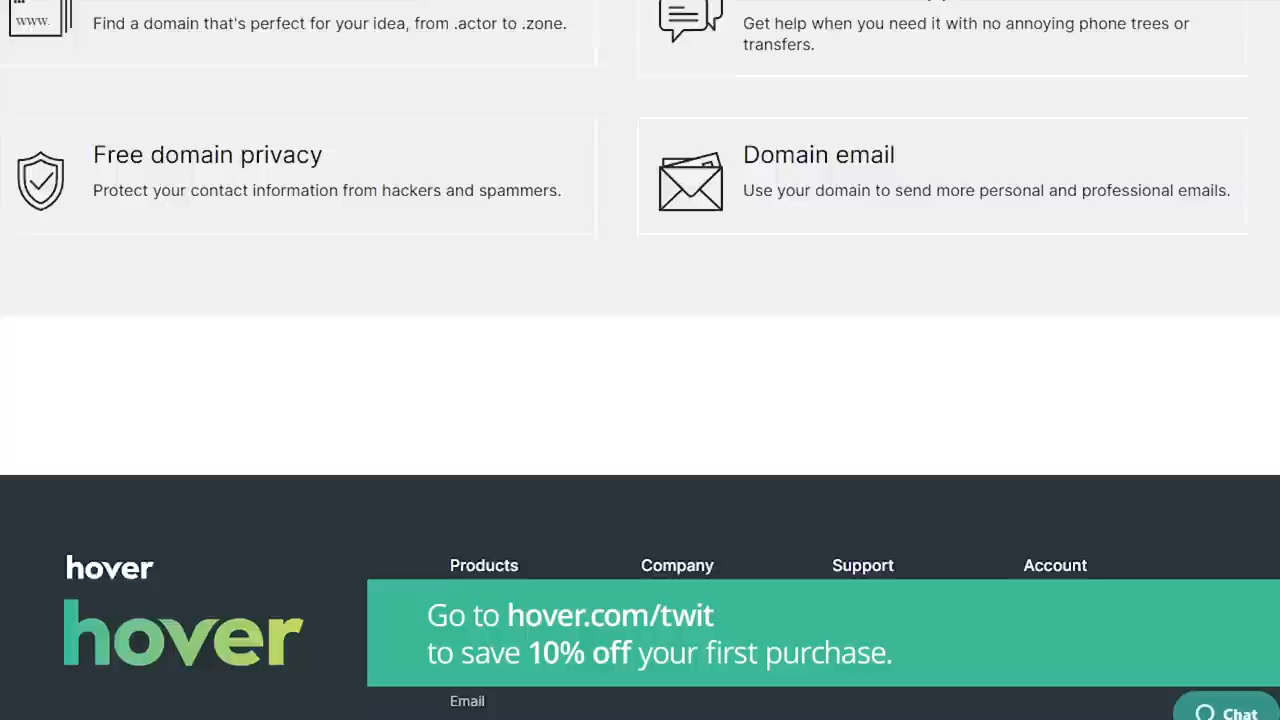 www.
Find a domain that's perfect for your idea, from .actor to .zone.
Get help when you need it with no annoying phone trees or
transfers.
Free domain privacy
Protect your contact information from hackers and spammers.
Domain email
Use your domain to send more personal and professional emails.
hover
Products
Company
Support
Account
hover
Go to hover.com/twit
to save 10% off your first purchase.
Email
Chat